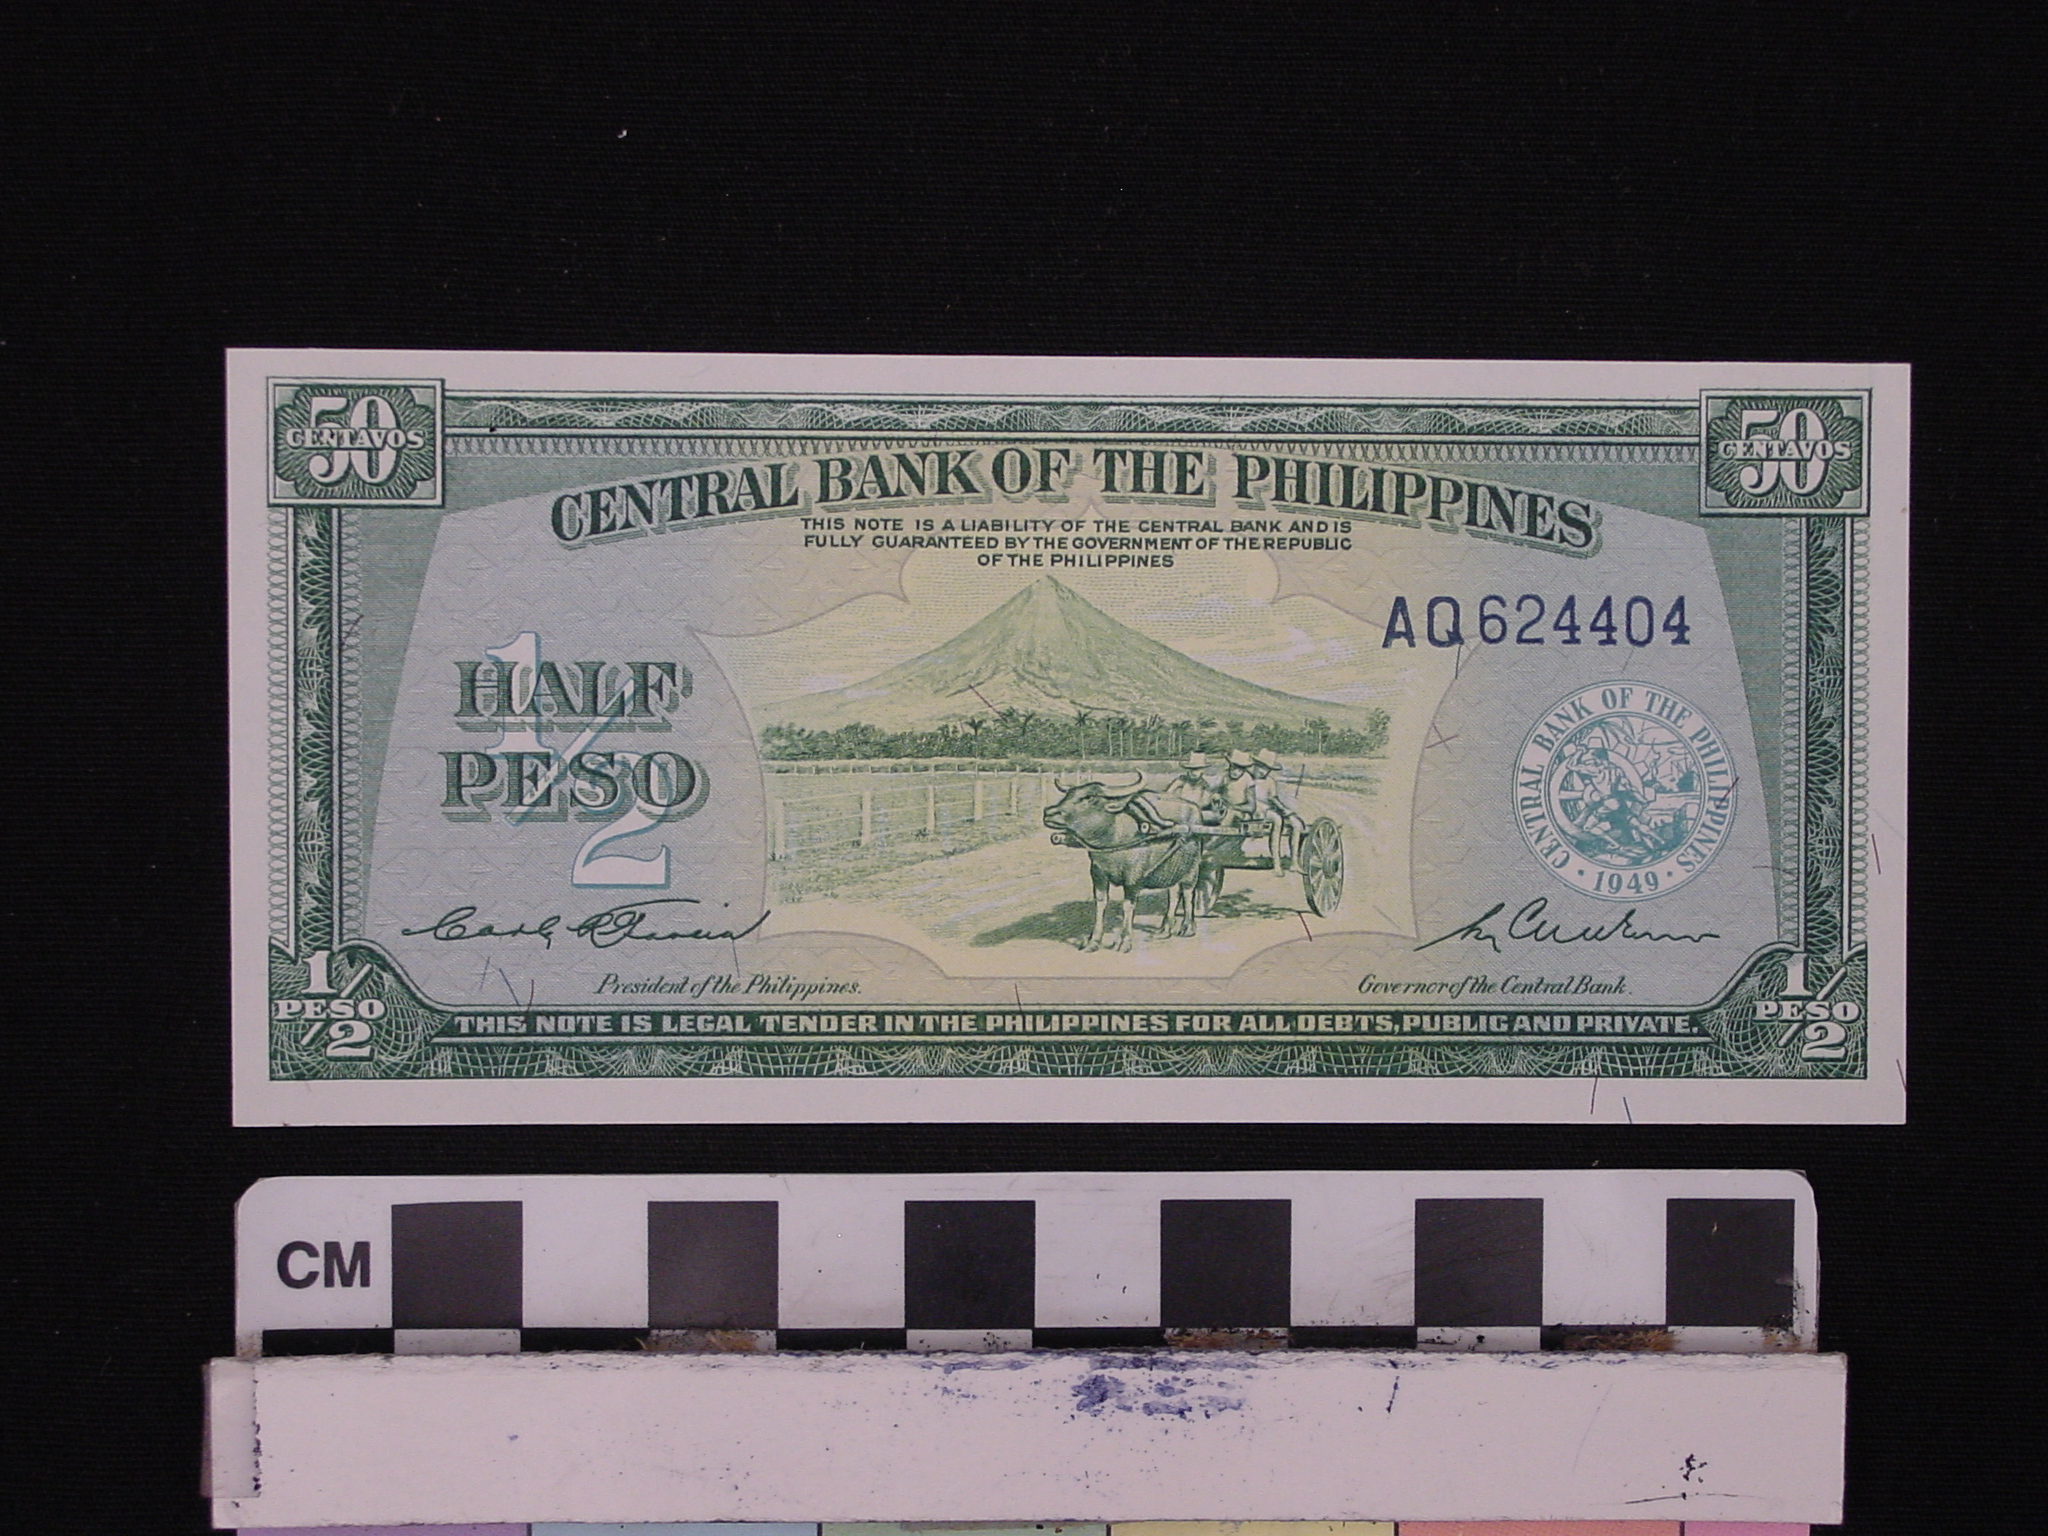 50
CENTAVOS
50
CENTAVOS
CENTRAL BANK OF THE PHILIPPINES
THIS NOTE IS A LIABILITY OF THE CENTRAL BANK AND IS
FULLY GUARANTEED BY THE GOVERNMENT OF THE REPUBLIC
OF THE PHILIPPINES
AQ624404
HALF
PESO
1/2
CENTRAL BANK OF THE PHILIPPINES
· 1949 ·
Carlos P. Garcia
President of the Philippines.
Governor of the Central Bank.
1/2
PESO
1/2
PESO
THIS NOTE IS LEGAL TENDER IN THE PHILIPPINES FOR ALL DEBTS, PUBLIC AND PRIVATE.
CM